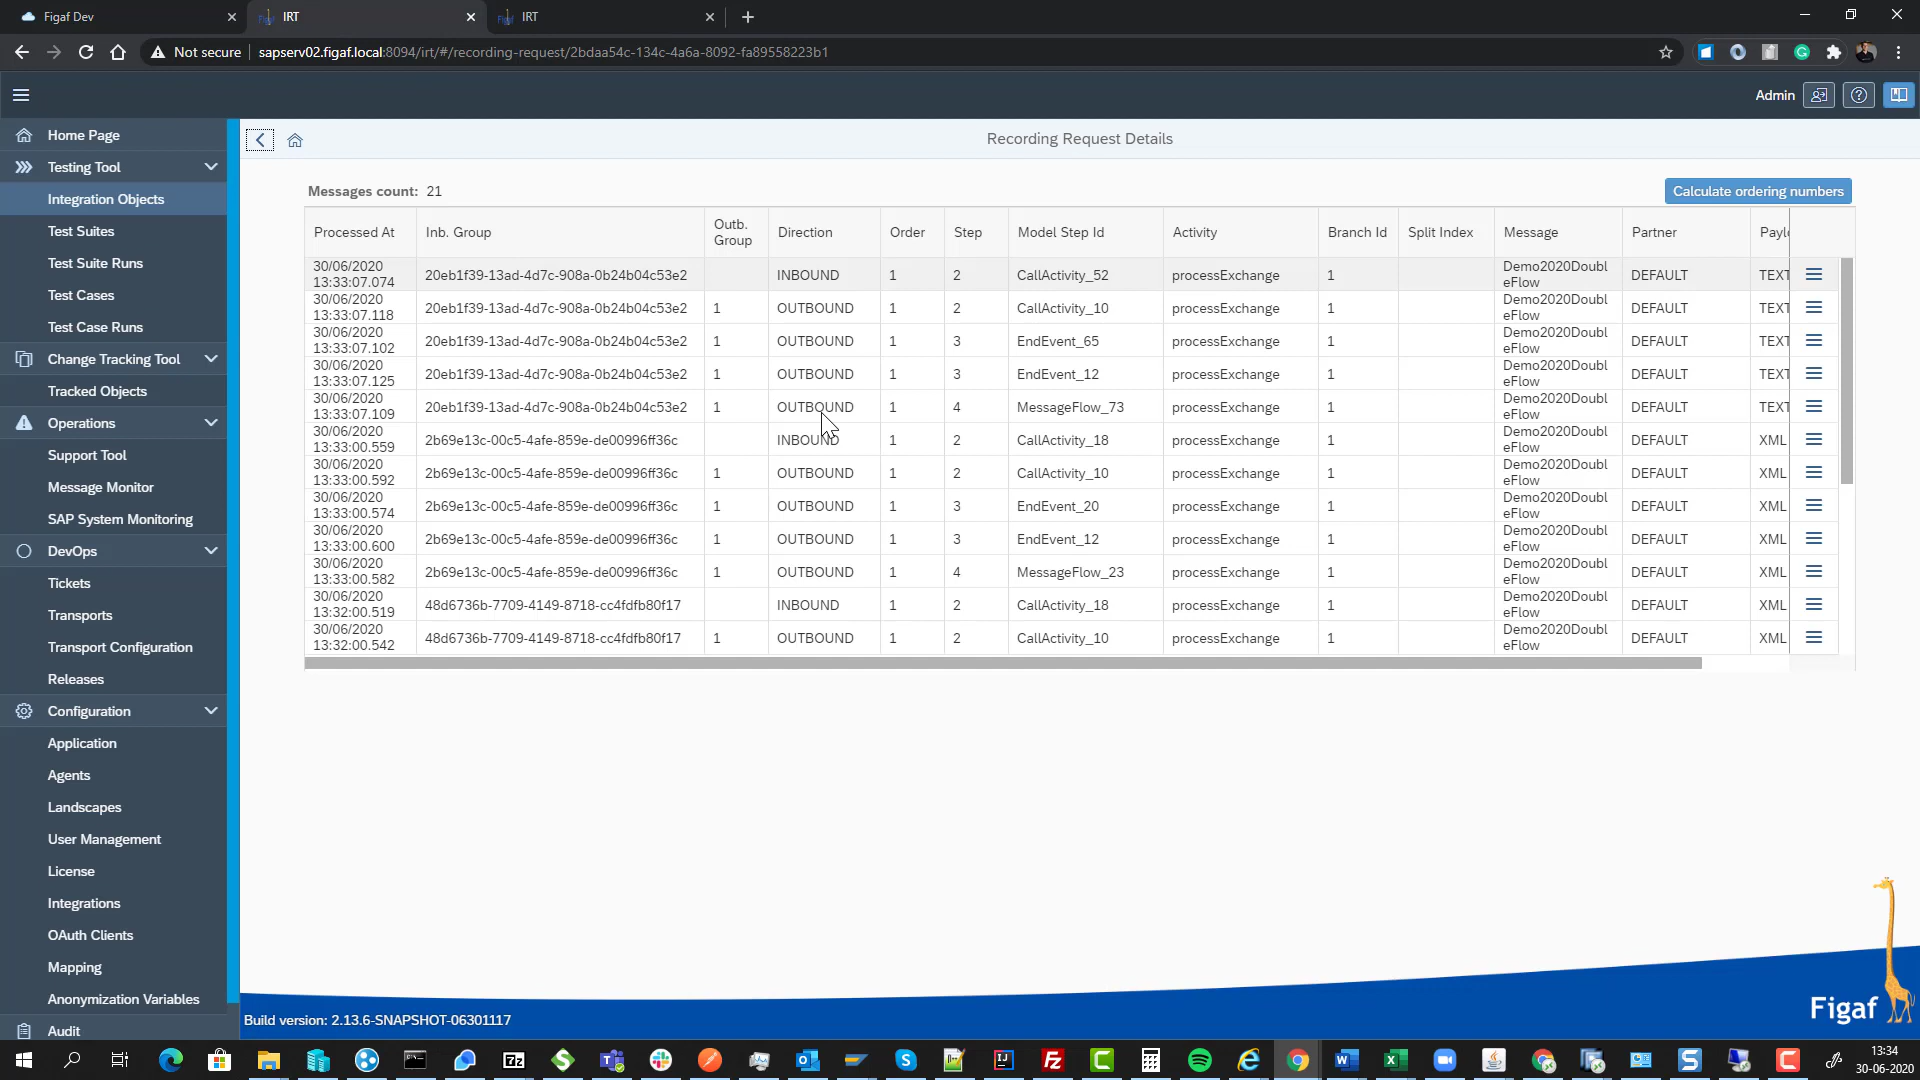 Figaf Dev
IRT
IRT
Not secure
sapserv02.figaf.local:8094/irt/#/recording-request/2bdaa54c-134c-4a6a-8092-fa89558223b1
Admin
Home Page
Testing Tool
Integration Objects
Test Suites
Test Suite Runs
Test Cases
Test Case Runs
Change Tracking Tool
Tracked Objects
Operations
Support Tool
Message Monitor
SAP System Monitoring
DevOps
Tickets
Transports
Transport Configuration
Releases
Configuration
Application
Agents
Landscapes
User Management
License
Integrations
OAuth Clients
Mapping
Anonymization Variables
Audit
Recording Request Details
Messages count: 21
Calculate ordering numbers
Processed At Inb. Group Outb. Group Direction Order Step Model Step Id Activity Branch Id Split Index Message Partner
30/06/2020 13:33:07.074 20eb1f39-13ad-4d7c-908a-0b24b04c53e2 INBOUND 1 2 CallActivity_52 processExchange 1 Demo2020DoubleFlow DEFAULT TEXT
30/06/2020 13:33:07.118 20eb1f39-13ad-4d7c-908a-0b24b04c53e2 1 OUTBOUND 1 2 CallActivity_10 processExchange 1 Demo2020DoubleFlow DEFAULT TEXT
30/06/2020 13:33:07.102 20eb1f39-13ad-4d7c-908a-0b24b04c53e2 1 OUTBOUND 1 3 EndEvent_65 processExchange 1 Demo2020DoubleFlow DEFAULT TEXT
30/06/2020 13:33:07.125 20eb1f39-13ad-4d7c-908a-0b24b04c53e2 1 OUTBOUND 1 3 EndEvent_12 processExchange 1 Demo2020DoubleFlow DEFAULT TEXT
30/06/2020 13:33:07.109 20eb1f39-13ad-4d7c-908a-0b24b04c53e2 1 OUTBOUND 1 4 MessageFlow_73 processExchange 1 Demo2020DoubleFlow DEFAULT TEXT
30/06/2020 13:33:00.559 2b69e13c-00c5-4afe-859e-de00996ff36c INBOUND 1 2 CallActivity_18 processExchange 1 Demo2020DoubleFlow DEFAULT XML
30/06/2020 13:33:00.592 2b69e13c-00c5-4afe-859e-de00996ff36c 1 OUTBOUND 1 2 CallActivity_10 processExchange 1 Demo2020DoubleFlow DEFAULT XML
30/06/2020 13:33:00.574 2b69e13c-00c5-4afe-859e-de00996ff36c 1 OUTBOUND 1 3 EndEvent_20 processExchange 1 Demo2020DoubleFlow DEFAULT XML
30/06/2020 13:33:00.600 2b69e13c-00c5-4afe-859e-de00996ff36c 1 OUTBOUND 1 3 EndEvent_12 processExchange 1 Demo2020DoubleFlow DEFAULT XML
30/06/2020 13:33:00.582 2b69e13c-00c5-4afe-859e-de00996ff36c 1 OUTBOUND 1 4 MessageFlow_23 processExchange 1 Demo2020DoubleFlow DEFAULT XML
30/06/2020 13:32:00.519 48d6736b-7709-4149-8718-cc4fdfb80f17 INBOUND 1 2 CallActivity_18 processExchange 1 Demo2020DoubleFlow DEFAULT XML
30/06/2020 13:32:00.542 48d6736b-7709-4149-8718-cc4fdfb80f17 1 OUTBOUND 1 2 CallActivity_10 processExchange 1 Demo2020DoubleFlow DEFAULT XML
Figaf
Build version: 2.13.6-SNAPSHOT-06301117
13:34
30-06-2020